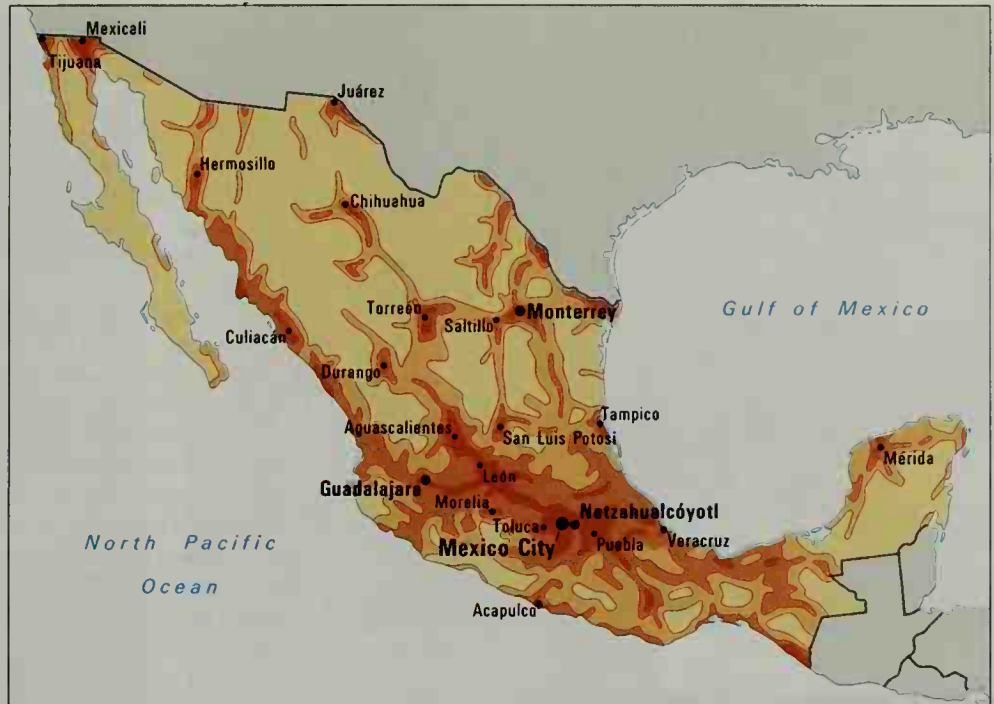 Mexicali
Tijuana
Juárez
Hermosillo
Chihuahua
Torreón
Saltillo
Monterrey
Gulf of Mexico
Culiacán
Durango
Tampico
Aguascalientes
San Luis Potosí
Mérida
León
Guadalajara
Morelia
Netzahualcóyotl
Toluca
Mexico City
Puebla
Veracruz
North Pacific
Ocean
Acapulco